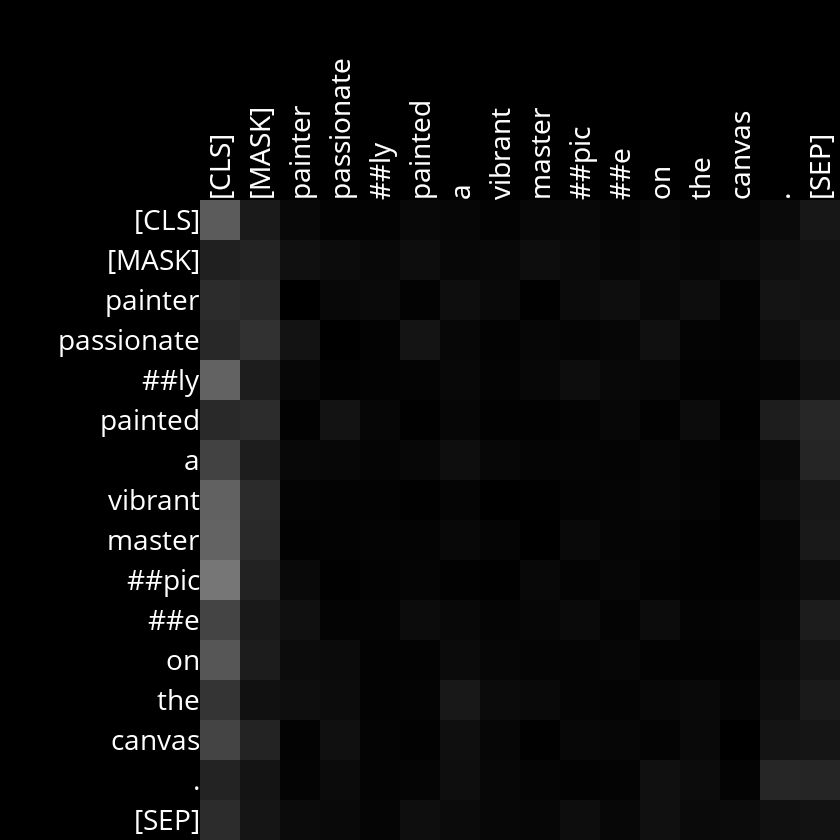 [CLS]
[MASK]
painter
passionate
##ly
painted
a
vibrant
master
##pic
##e
on
the
canvas
.
[SEP]
[CLS]
[MASK]
painter
passionate
##ly
painted
a
vibrant
master
##pic
##e
on
the
canvas
.
[SEP]